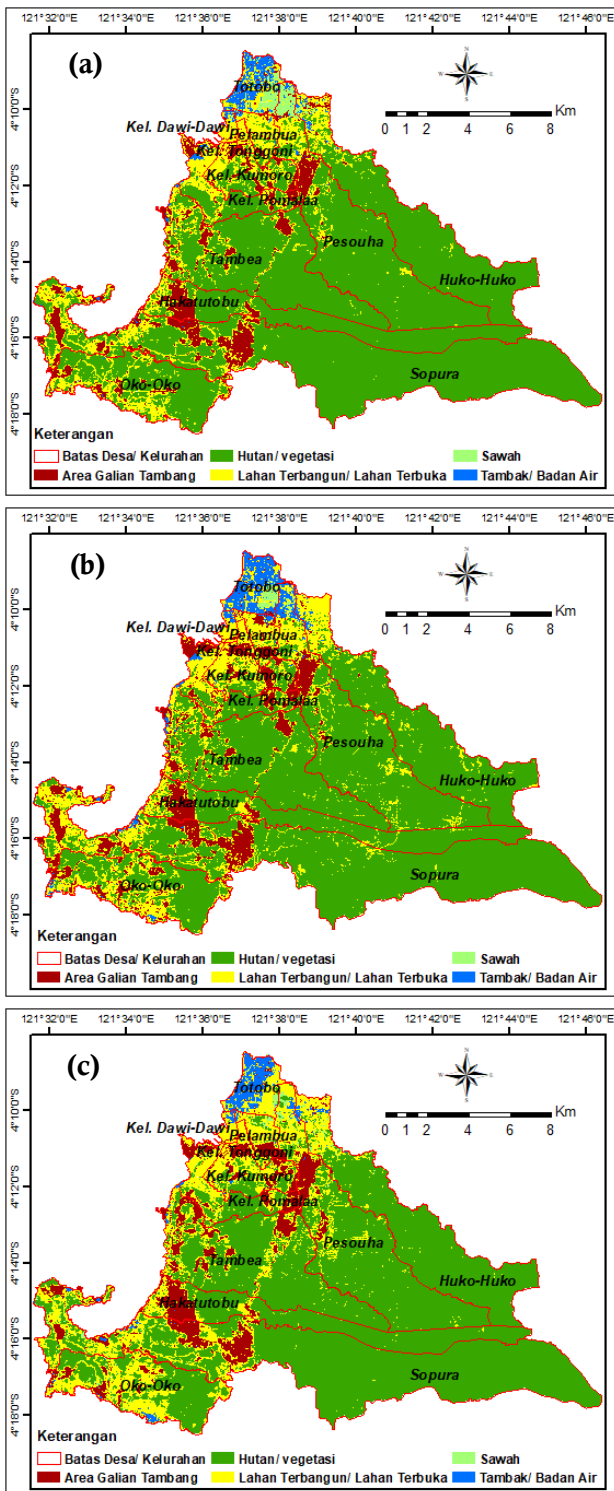 121°32'0"E 121°34'0"E 121°36'0"E 121°38'0"E 121°40'0"E 121°42'0"E 121°44'0"E 121°46'0"E
(a)
N
W E
S
Km
0 1 2 4 6 8
4°10'0"S
4°12'0"S
4°14'0"S
4°16'0"S
4°18'0"S
Totobo
Kel. Dawi-Dawi
Pelambua
Kel. Tonggoni
Kel. Kumoro
Kel. Pomalaa
Pesouha
Tambea
Huko-Huko
Hakatutobu
Sopura
Oko-Oko
Keterangan
Batas Desa/ Kelurahan Hutan/ vegetasi Sawah
Area Galian Tambang Lahan Terbangun/ Lahan Terbuka Tambak/ Badan Air
121°32'0"E 121°34'0"E 121°36'0"E 121°38'0"E 121°40'0"E 121°42'0"E 121°44'0"E 121°46'0"E
(b)
N
W E
S
Km
0 1 2 4 6 8
4°10'0"S
4°12'0"S
4°14'0"S
4°16'0"S
4°18'0"S
Totobo
Kel. Dawi-Dawi
Pelambua
Kel. Tonggoni
Kel. Kumoro
Kel. Pomalaa
Pesouha
Tambea
Huko-Huko
Hakatutobu
Sopura
Oko-Oko
Keterangan
Batas Desa/ Kelurahan Hutan/ vegetasi Sawah
Area Galian Tambang Lahan Terbangun/ Lahan Terbuka Tambak/ Badan Air
121°32'0"E 121°34'0"E 121°36'0"E 121°38'0"E 121°40'0"E 121°42'0"E 121°44'0"E 121°46'0"E
(c)
N
W E
S
Km
0 1 2 4 6 8
4°10'0"S
4°12'0"S
4°14'0"S
4°16'0"S
4°18'0"S
Totobo
Kel. Dawi-Dawi
Pelambua
Kel. Tonggoni
Kel. Kumoro
Kel. Pomalaa
Pesouha
Tambea
Huko-Huko
Hakatutobu
Sopura
Oko-Oko
Keterangan
Batas Desa/ Kelurahan Hutan/ vegetasi Sawah
Area Galian Tambang Lahan Terbangun/ Lahan Terbuka Tambak/ Badan Air